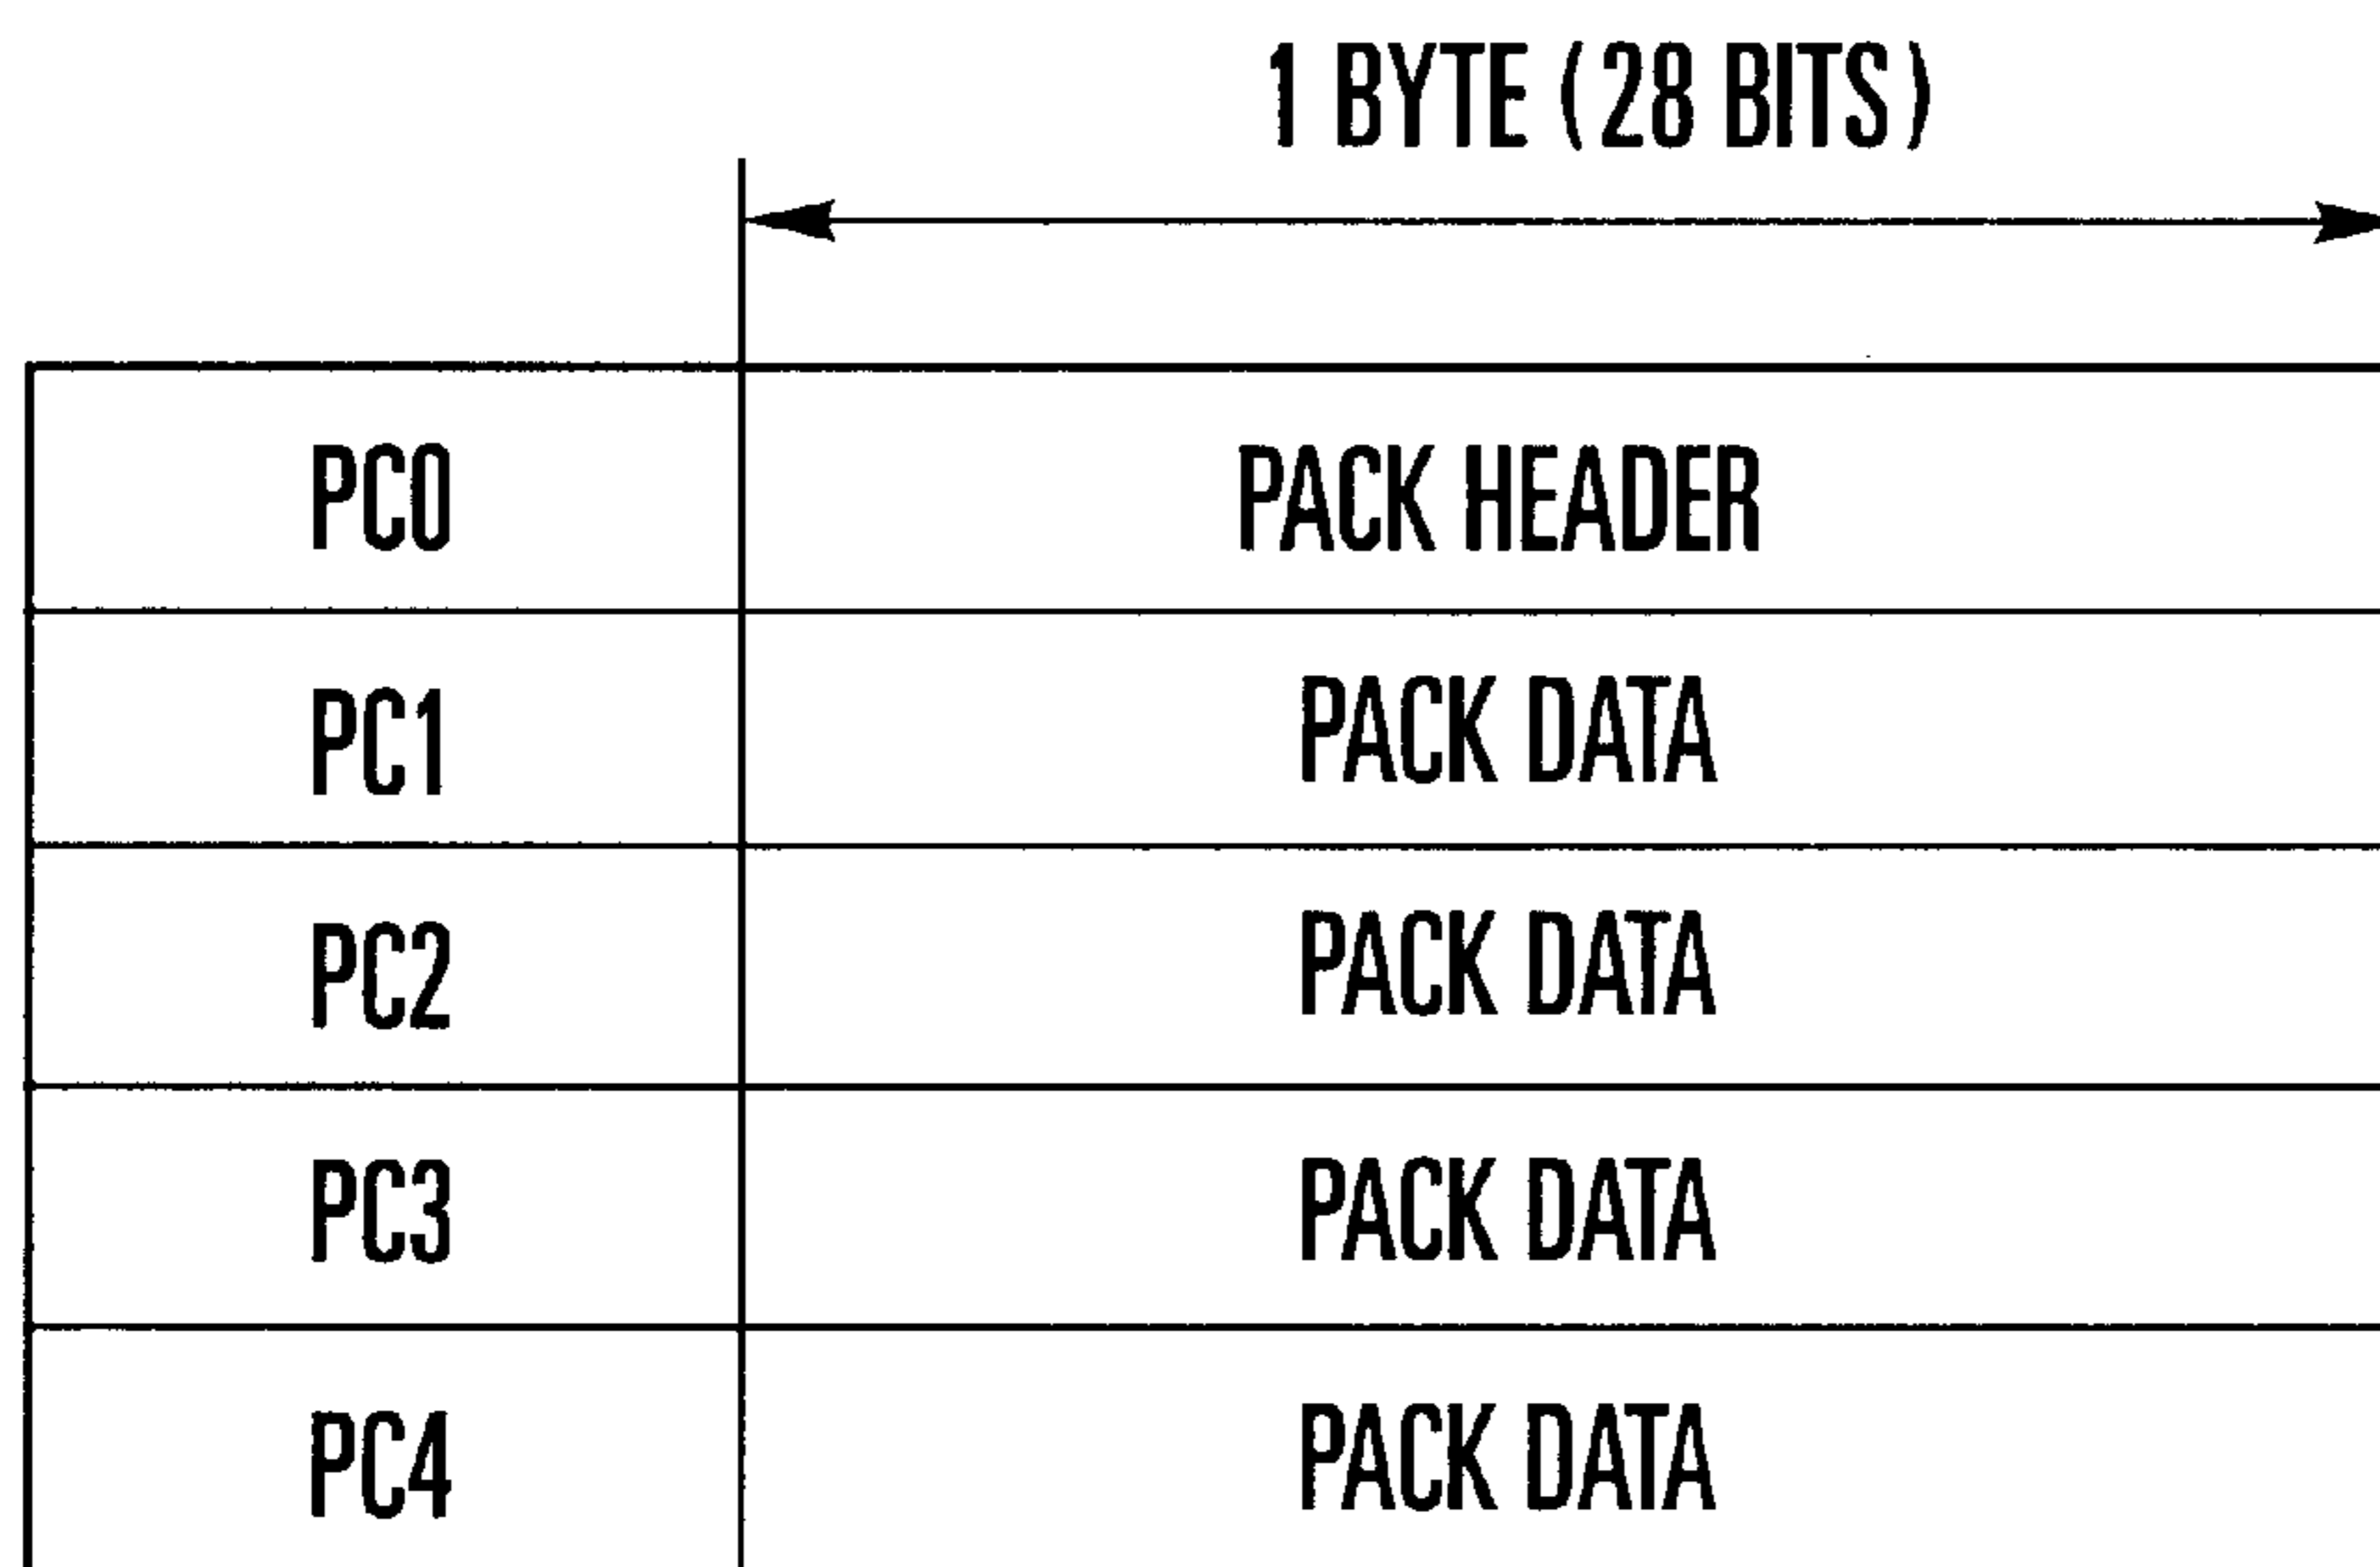 1 BYTE (28 BITS)
PC0 PACK HEADER
PC1 PACK DATA
PC2 PACK DATA
PC3 PACK DATA
PC4 PACK DATA